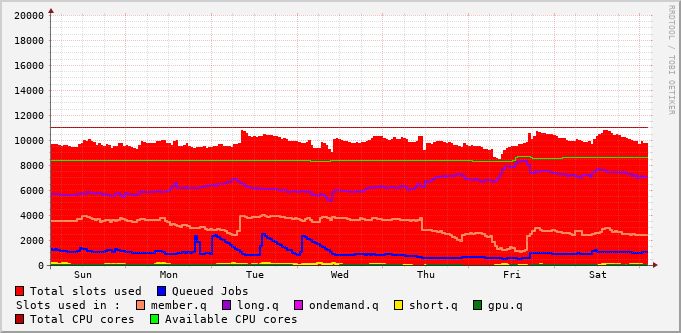 20000
18000
16000
14000
12000
10000
8000
6000
4000
2000
0
Sun Mon Tue Wed Thu Fri Sat
RRDTOOL / TOBI OETIKER
Total slots used Queued Jobs
Slots used in : member.q long.q ondemand.q short.q gpu.q
Total CPU cores Available CPU cores